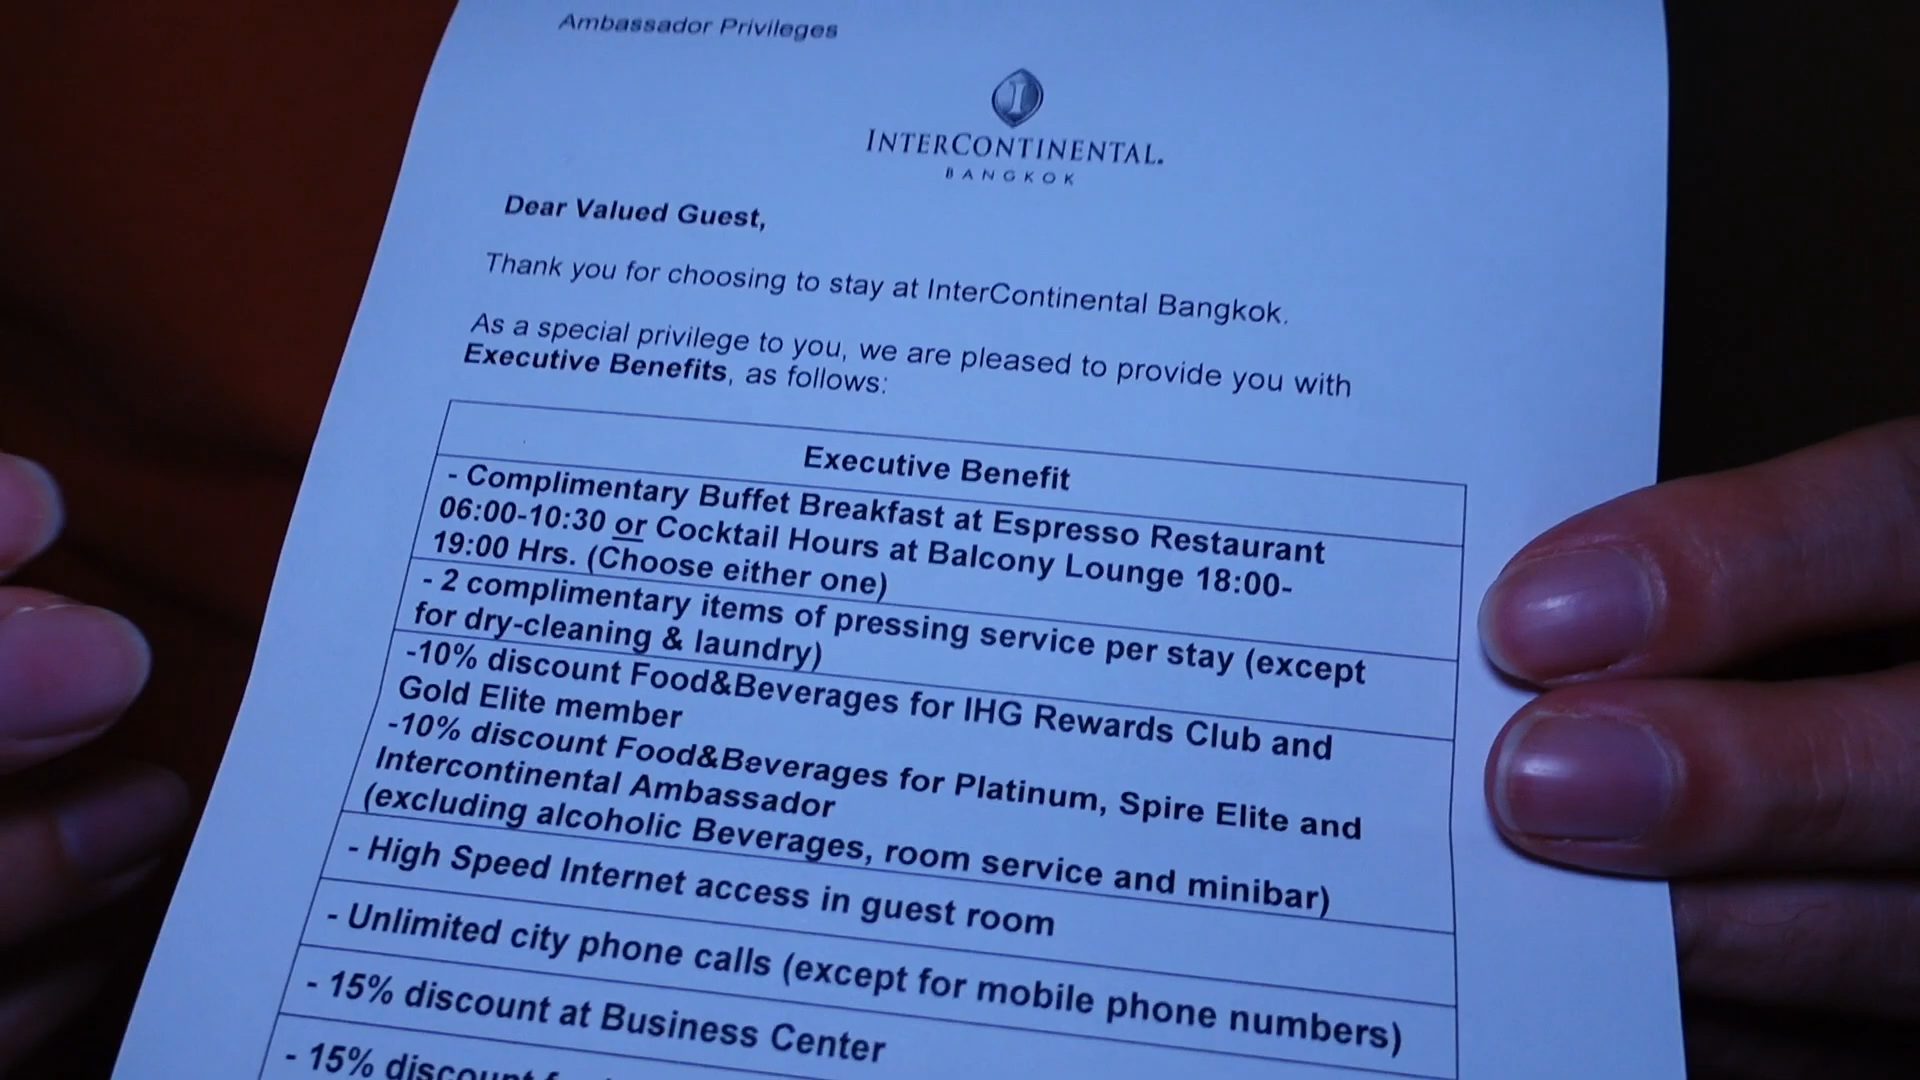 Ambassador Privileges
INTERCONTINENTAL.
BANGKOK
Dear Valued Guest,
Thank you for choosing to stay at InterContinental Bangkok.
As a special privilege to you, we are pleased to provide you with
Executive Benefits, as follows:
Executive Benefit
- Complimentary Buffet Breakfast at Espresso Restaurant
06:00-10:30 or Cocktail Hours at Balcony Lounge 18:00-
19:00 Hrs. (Choose either one)
- 2 complimentary items of pressing service per stay (except
for dry-cleaning & laundry)
-10% discount Food&Beverages for IHG Rewards Club and
Gold Elite member
-10% discount Food&Beverages for Platinum, Spire Elite and
Intercontinental Ambassador
(excluding alcoholic Beverages, room service and minibar)
- High Speed Internet access in guest room
- Unlimited city phone calls (except for mobile phone numbers)
- 15% discount at Business Center
- 15% discount